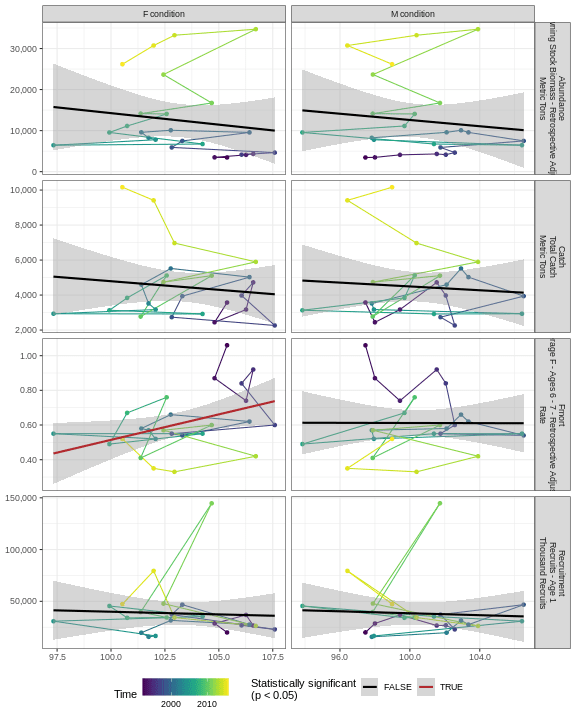 F condition
M condition
30,000
20,000
10,000
0
Abundance
Stock Biomass - Retrospective
Metric Tons
10,000
8,000
6,000
4,000
2,000
Catch
Total Catch
Metric Tons
1.00
0.80
0.60
0.40
Fmort
F - Ages 6 - 7 - Retrospective
Rate
150,000
100,000
50,000
Recruitment
Recruits - Age 1
Thousand Recruits
97.5
100.0
102.5
105.0
107.5
96.0
100.0
104.0
Time
2000
2010
Statistically significant
(p < 0.05)
FALSE
TRUE